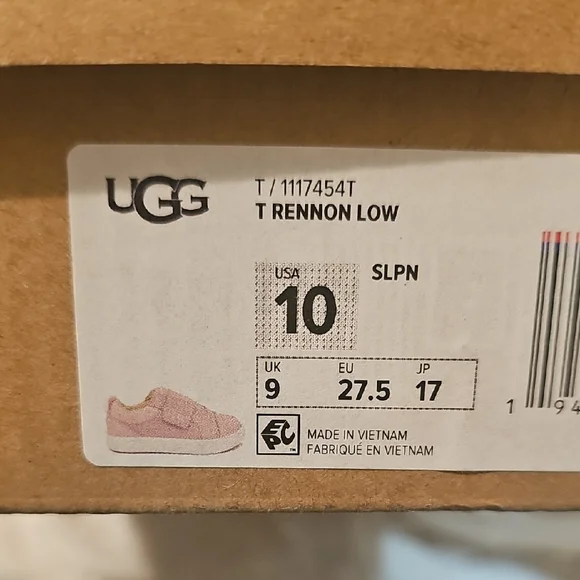 UGG
T / 1117454T
T RENNON LOW
USA
10
SLPN
UK EU JP
9 27.5 17
EPC™
MADE IN VIETNAM
FABRIQUÉ EN VIETNAM
1 94